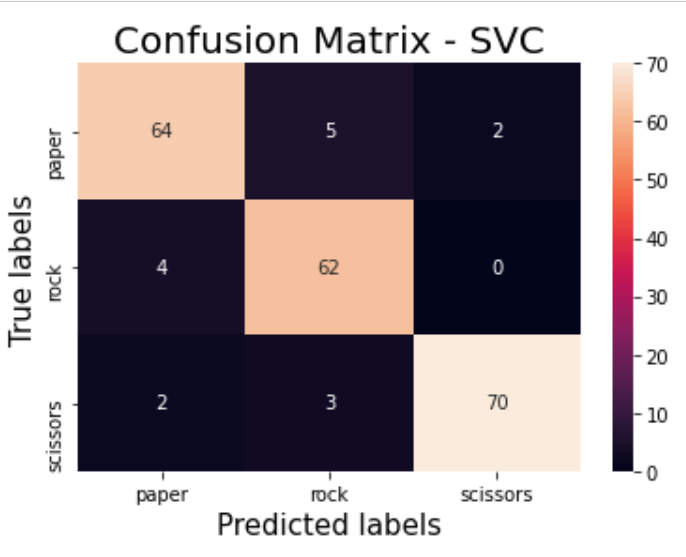 Confusion Matrix - SVC
70
60
50
40
30
20
10
0
True labels
paper
rock
scissors
64 5 2
4 62 0
2 3 70
paper rock scissors
Predicted labels